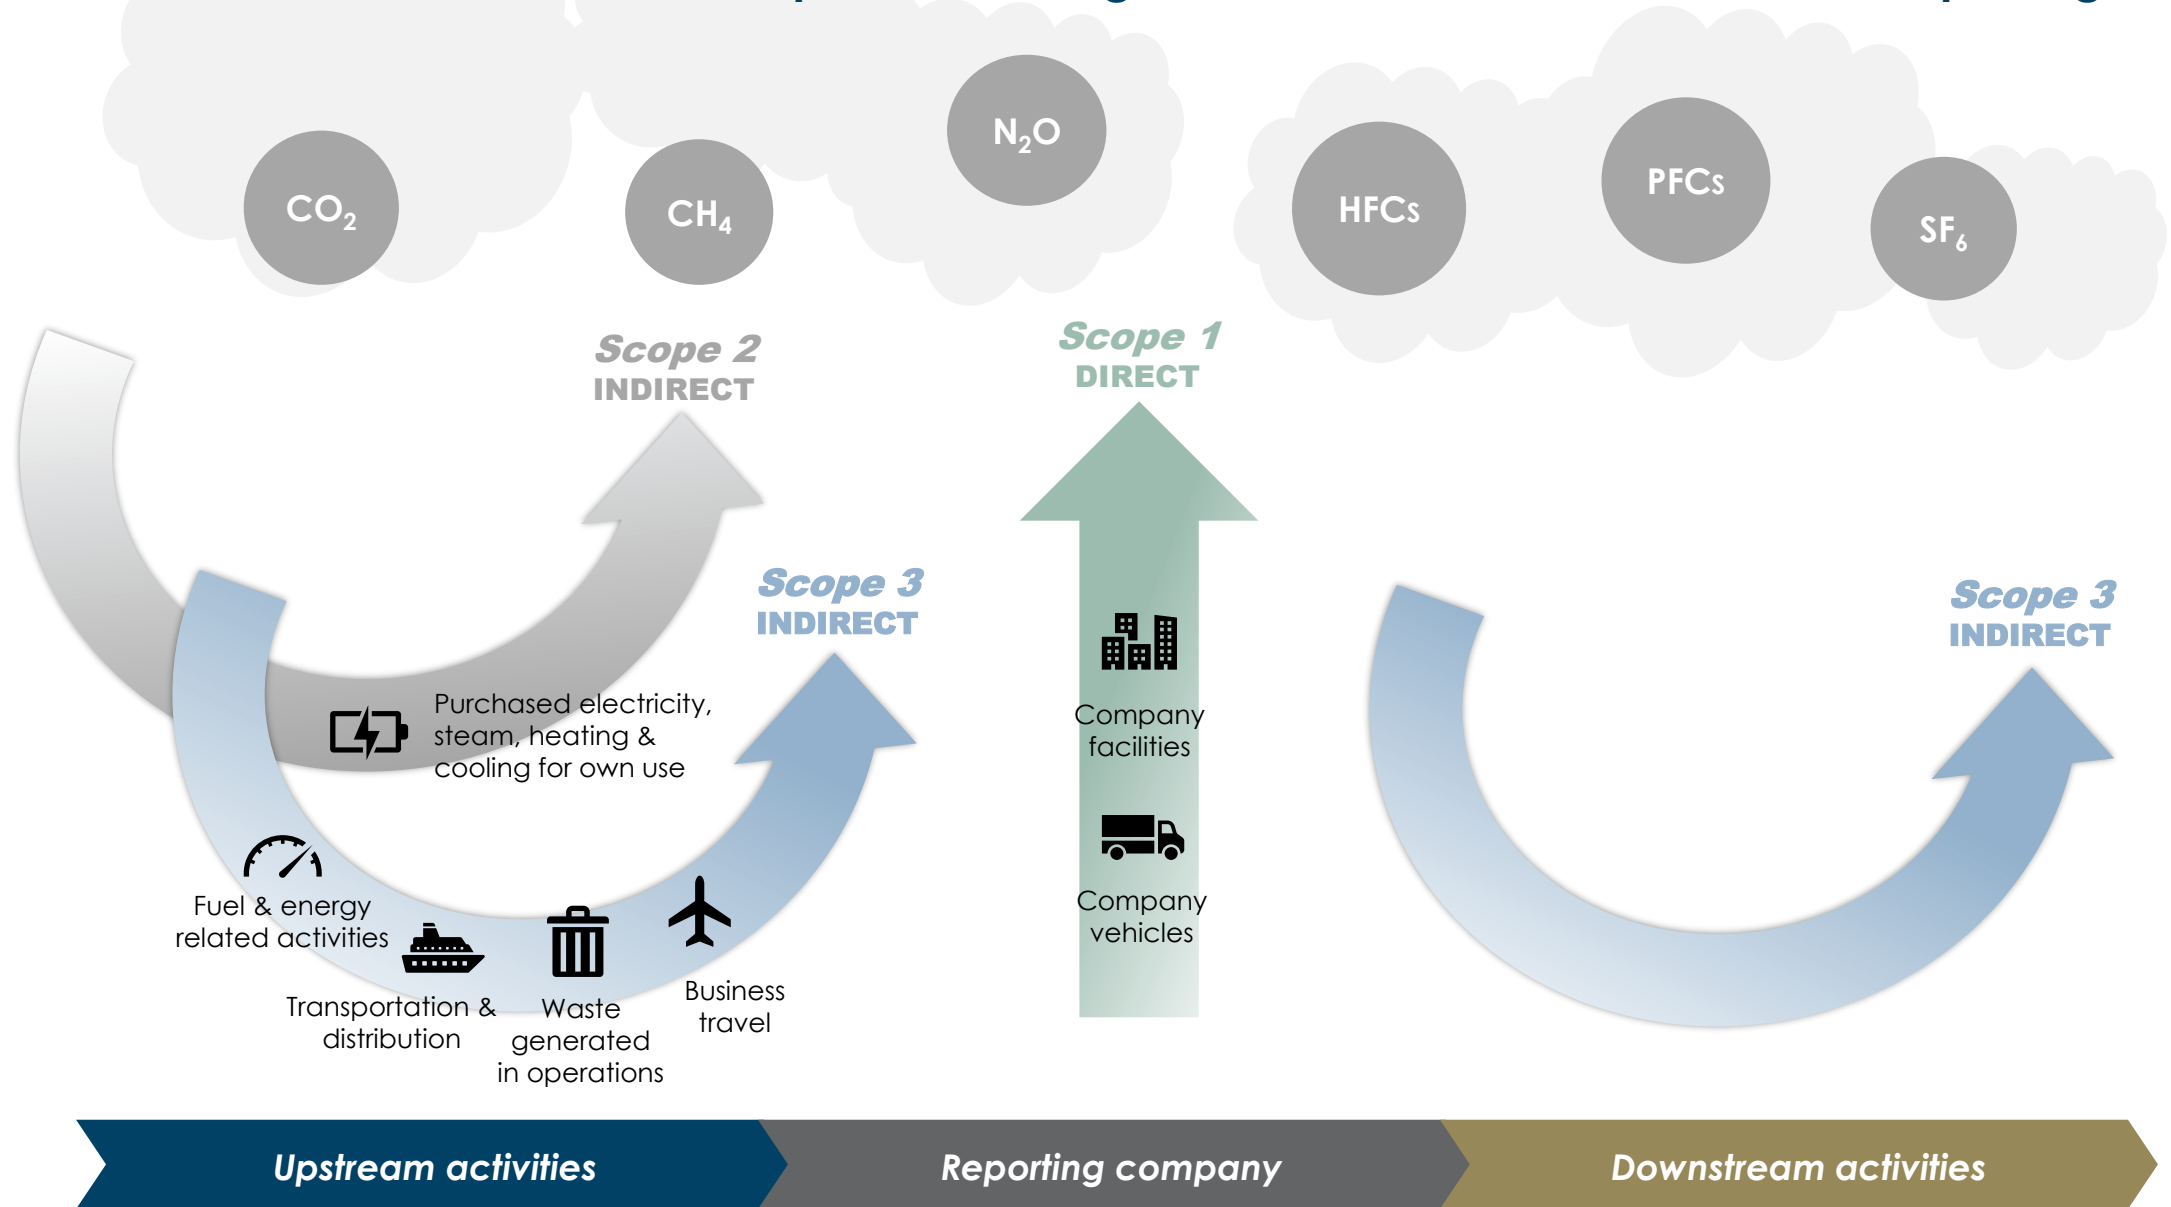 CO₂
CH₄
N₂O
HFCs
PFCs
SF₆
Scope 2
INDIRECT
Scope 1
DIRECT
Scope 3
INDIRECT
Scope 3
INDIRECT
Purchased electricity,
steam, heating &
cooling for own use
Company
facilities
Fuel & energy
related activities
Company
vehicles
Transportation &
distribution
Waste
generated
in operations
Business
travel
Upstream activities
Reporting company
Downstream activities